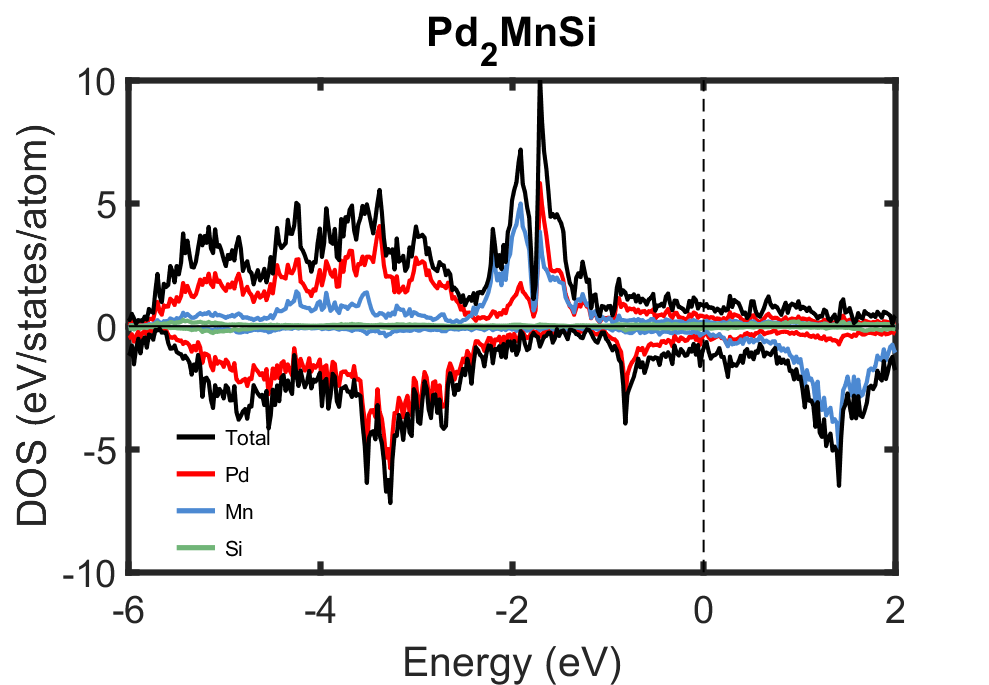 Pd₂MnSi
10
5
0
-5
-10
DOS (eV/states/atom)
Total
Pd
Mn
Si
-6 -4 -2 0 2
Energy (eV)